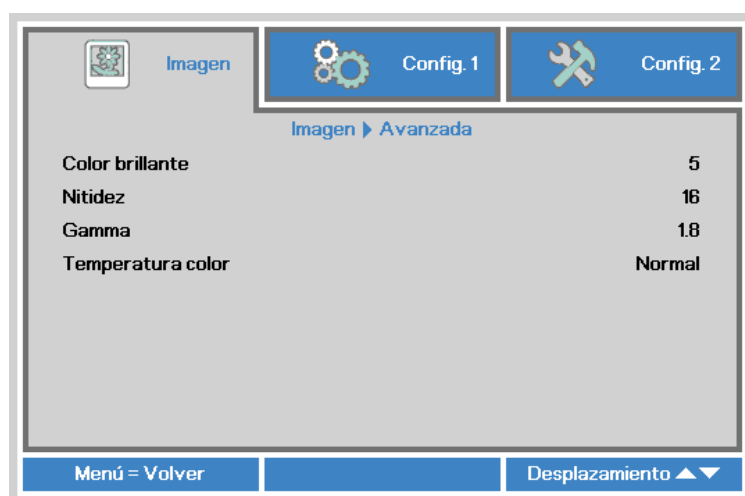 Imagen Config. 1 Config. 2
Imagen ▶ Avanzada
Color brillante 5
Nitidez 16
Gamma 1.8
Temperatura color Normal
Menú = Volver Desplazamiento ▲▼